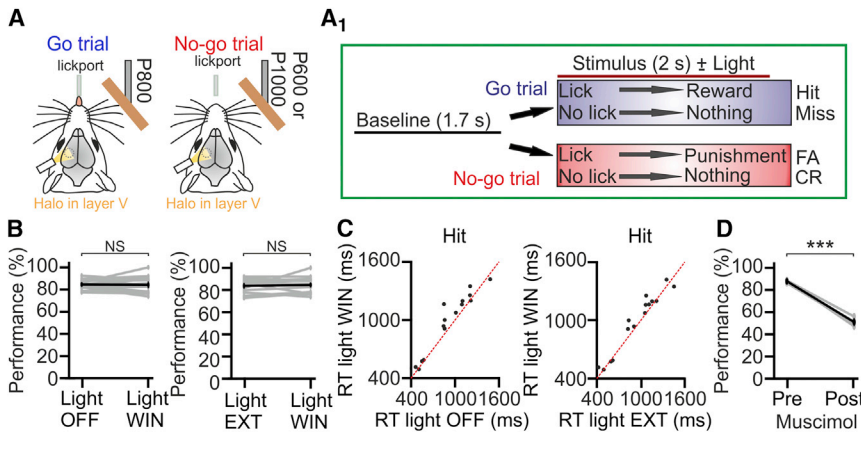 A
Go trial
lickport
P800
No-go trial
lickport
P600 or
P1000
Halo in layer V
Halo in layer V
A1
Stimulus (2 s) ± Light
Go trial
Baseline (1.7 s)
Lick Reward Hit
No lick Nothing Miss
No-go trial
Lick Punishment FA
No lick Nothing CR
B
NS
Performance (%)
100
80
60
40
20
0
Light
OFF
Light
WIN
NS
Performance (%)
100
80
60
40
20
0
Light
EXT
Light
WIN
C
Hit
RT light WIN (ms)
1600
1000
400
400 1000 1600
RT light OFF (ms)
Hit
RT light WIN (ms)
1600
1000
400
400 1000 1600
RT light EXT (ms)
D
***
Performance (%)
100
80
60
40
20
0
Pre Post
Muscimol